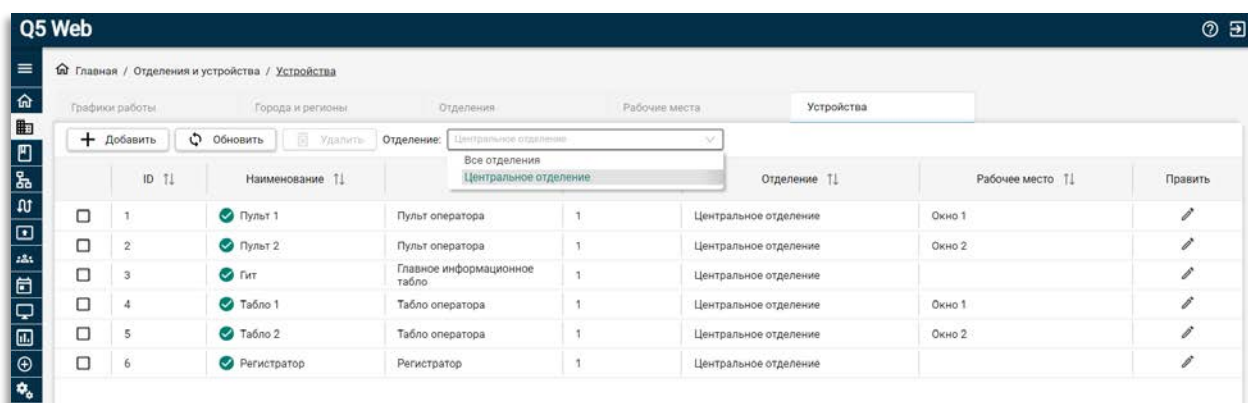 Q5 Web
Главная / Отделения и устройства / Устройства
Графики работы Города и регионы Отделения Рабочие места Устройства
Добавить Обновить Удалить Отделение: Центральное отделение
Все отделения
Центральное отделение
ID Наименование Отделение Рабочее место Править
1 Пульт 1 Пульт оператора 1 Центральное отделение Окно 1
2 Пульт 2 Пульт оператора 1 Центральное отделение Окно 2
3 Гит Главное информационное табло 1 Центральное отделение
4 Табло 1 Табло оператора 1 Центральное отделение Окно 1
5 Табло 2 Табло оператора 1 Центральное отделение Окно 2
6 Регистратор Регистратор 1 Центральное отделение